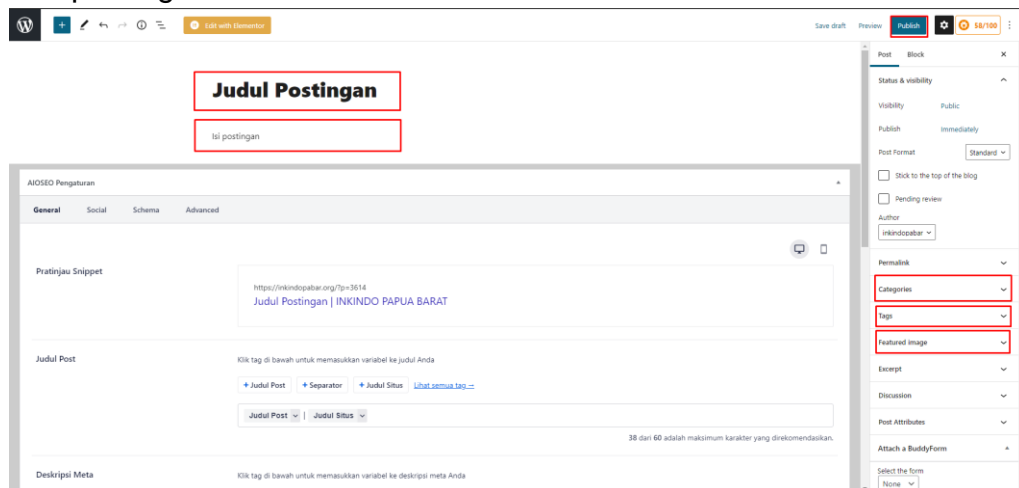 Edit with Elementor
Save draft Preview Publish 58/100
Judul Postingan
Isi postingan
Post Block
Status & visibility
Visibility Public
Publish Immediately
Post Format Standard
Stick to the top of the blog
Pending review
Author
inkindopabar
Permalink
Categories
Tags
Featured image
Excerpt
Discussion
Post Attributes
Attach a BuddyForm
Select the form
None
AIOSEO Pengaturan
General Social Schema Advanced
Pratinjau Snippet
https://inkindopabar.org/?p=3614
Judul Postingan | INKINDO PAPUA BARAT
Judul Post
Klik tag di bawah untuk memasukkan variabel ke judul Anda
+ Judul Post + Separator + Judul Situs Lihat semua tag →
Judul Post | Judul Situs
38 dari 60 adalah maksimum karakter yang direkomendasikan.
Deskripsi Meta
Klik tag di bawah untuk memasukkan variabel ke deskripsi meta Anda